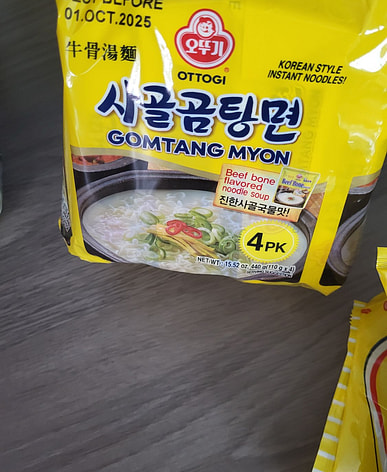 BEST BEFORE
01.OCT.2025
牛骨湯麵
오뚜기
OTTOGI
KOREAN STYLE
INSTANT NOODLES!
사골곰탕면
GOMTANG MYON
Beef bone
flavored
noodle soup
진한사골국물맛!
4PK
NET WT. 15.52 oz. 440 g(110 g x 4)